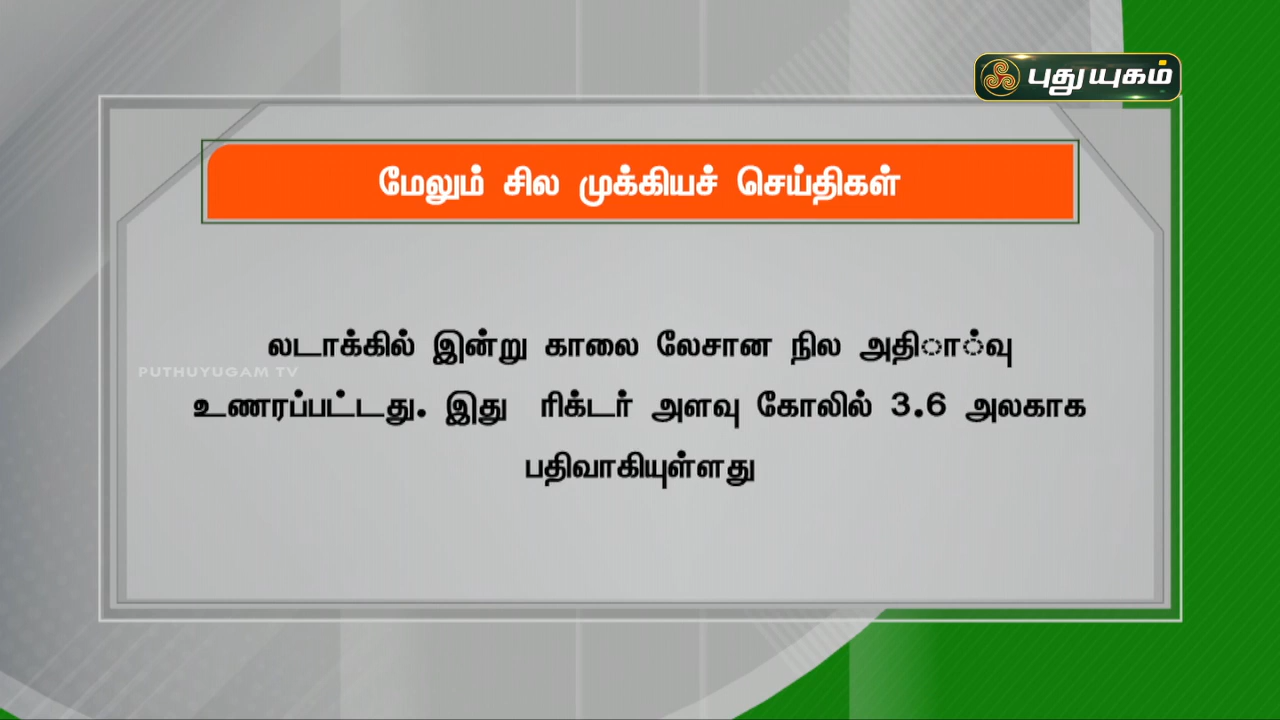 புதுயுகம்
மேலும் சில முக்கியச் செய்திகள்
லடாக்கில் இன்று காலை லேசான நில அதிா்வு
PUTHUYUGAM TV
உணரப்பட்டது. இது ரிக்டர் அளவு கோலில் 3.6 அலகாக
பதிவாகியுள்ளது